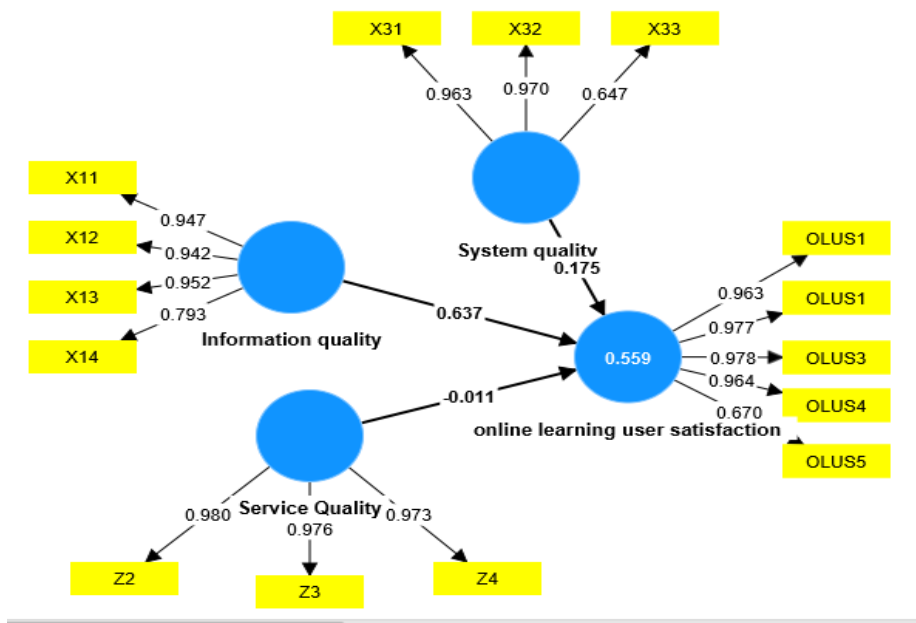 X31
X32
X33
0.963
0.970
0.647
X11
X12
X13
X14
0.947
0.942
0.952
0.793
Information quality
System quality
0.175
0.637
-0.011
0.559
OLUS1
OLUS1
OLUS3
OLUS4
OLUS5
0.963
0.977
0.978
0.964
0.670
online learning user satisfaction
Service Quality
0.980
0.976
0.973
Z2
Z3
Z4